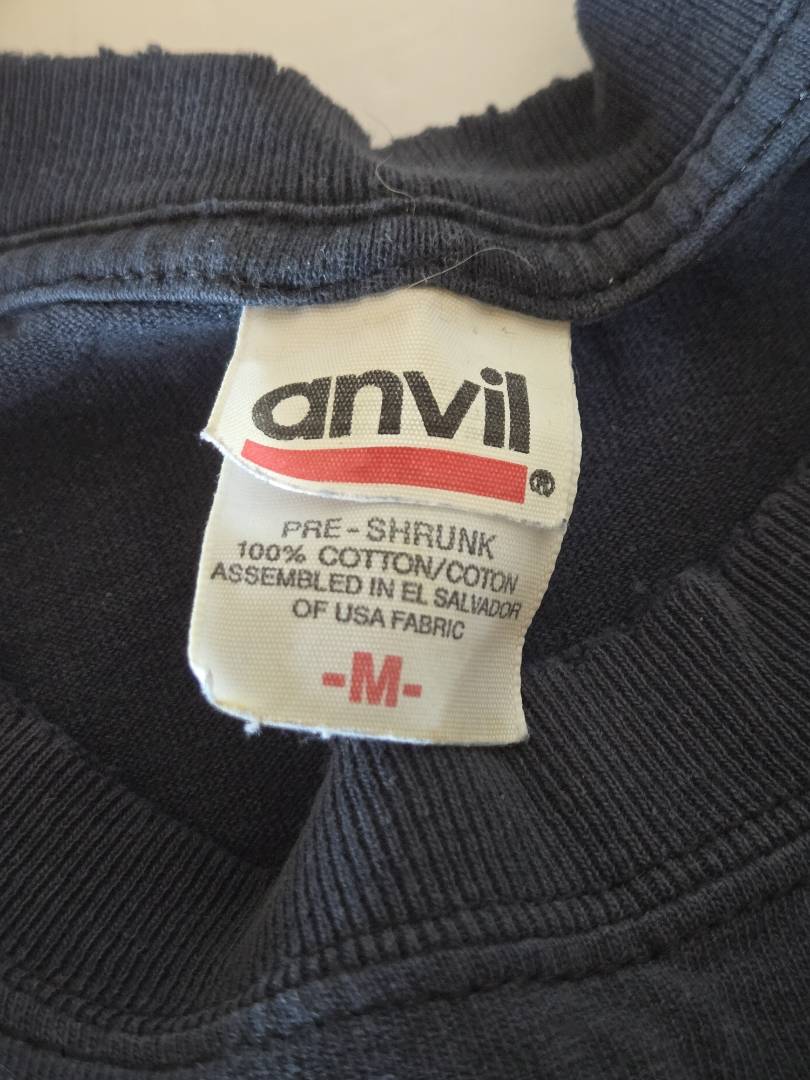 anvil®
PRE-SHRUNK
100% COTTON/COTON
ASSEMBLED IN EL SALVADOR
OF USA FABRIC
-M-